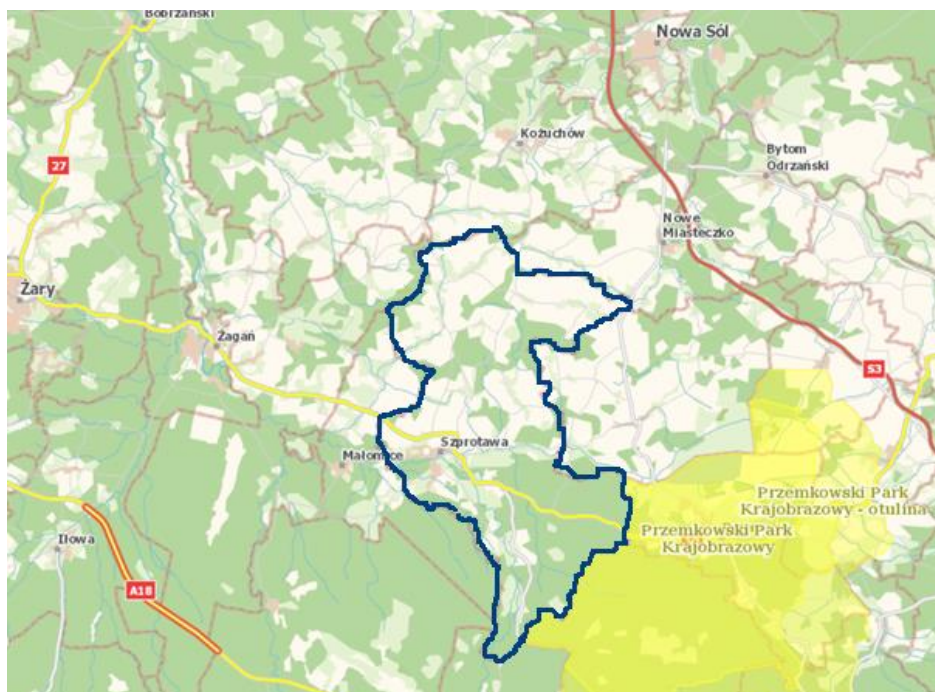 Bobrzański
Nowa Sól
Kożuchów
27
Bytom
Odrzański
Nowe
Miasteczko
Żary
Żagań
S3
Szprotawa
Małomice
Przemkowski Park
Krajobrazowy - otulina
Przemkowski Park
Krajobrazowy
Iłowa
A18